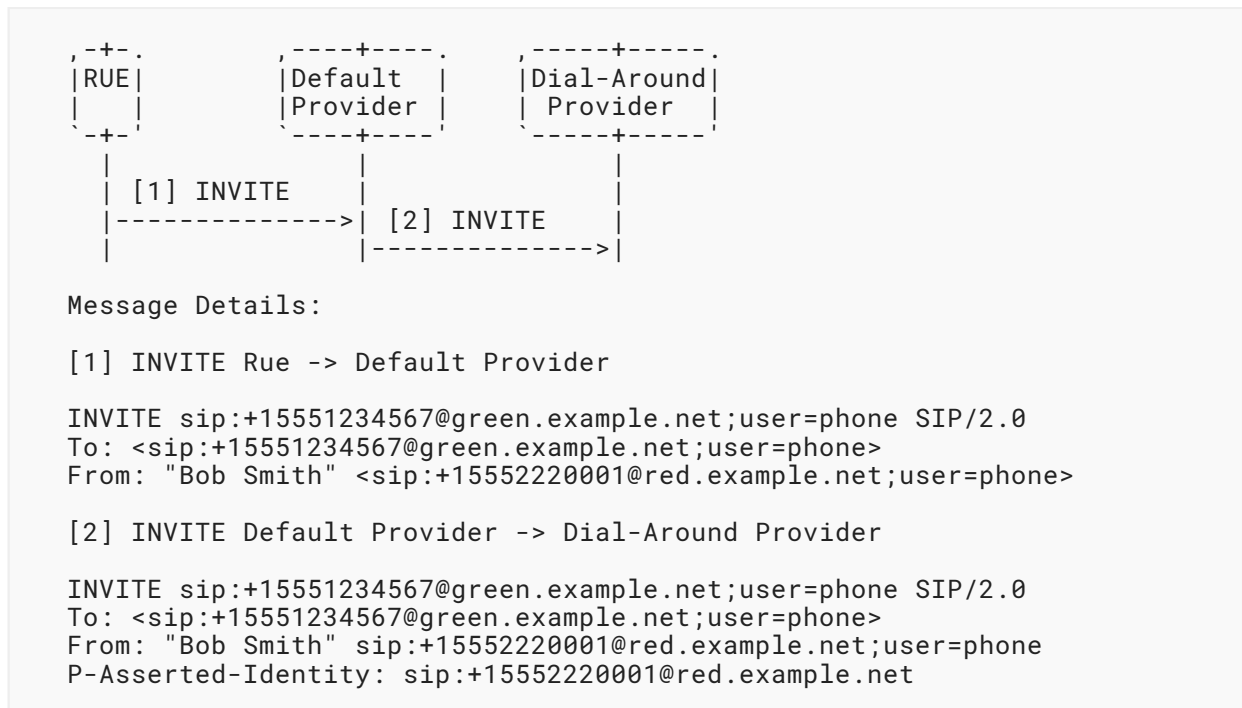 ,-+-.         ,----+----.    ,-----+-----.
|RUE|         |Default  |    |Dial-Around|
|   |         |Provider |    | Provider  |
`-+-'         `----+----'    `-----+-----'
  |                |               |
  | [1] INVITE     |               |
  |--------------->| [2] INVITE    |
  |                |-------------->|
Message Details:
[1] INVITE Rue -> Default Provider
INVITE sip:+15551234567@green.example.net;user=phone SIP/2.0
To: <sip:+15551234567@green.example.net;user=phone>
From: "Bob Smith" <sip:+15552220001@red.example.net;user=phone>
[2] INVITE Default Provider -> Dial-Around Provider
INVITE sip:+15551234567@green.example.net;user=phone SIP/2.0
To: <sip:+15551234567@green.example.net;user=phone>
From: "Bob Smith" sip:+15552220001@red.example.net;user=phone
P-Asserted-Identity: sip:+15552220001@red.example.net